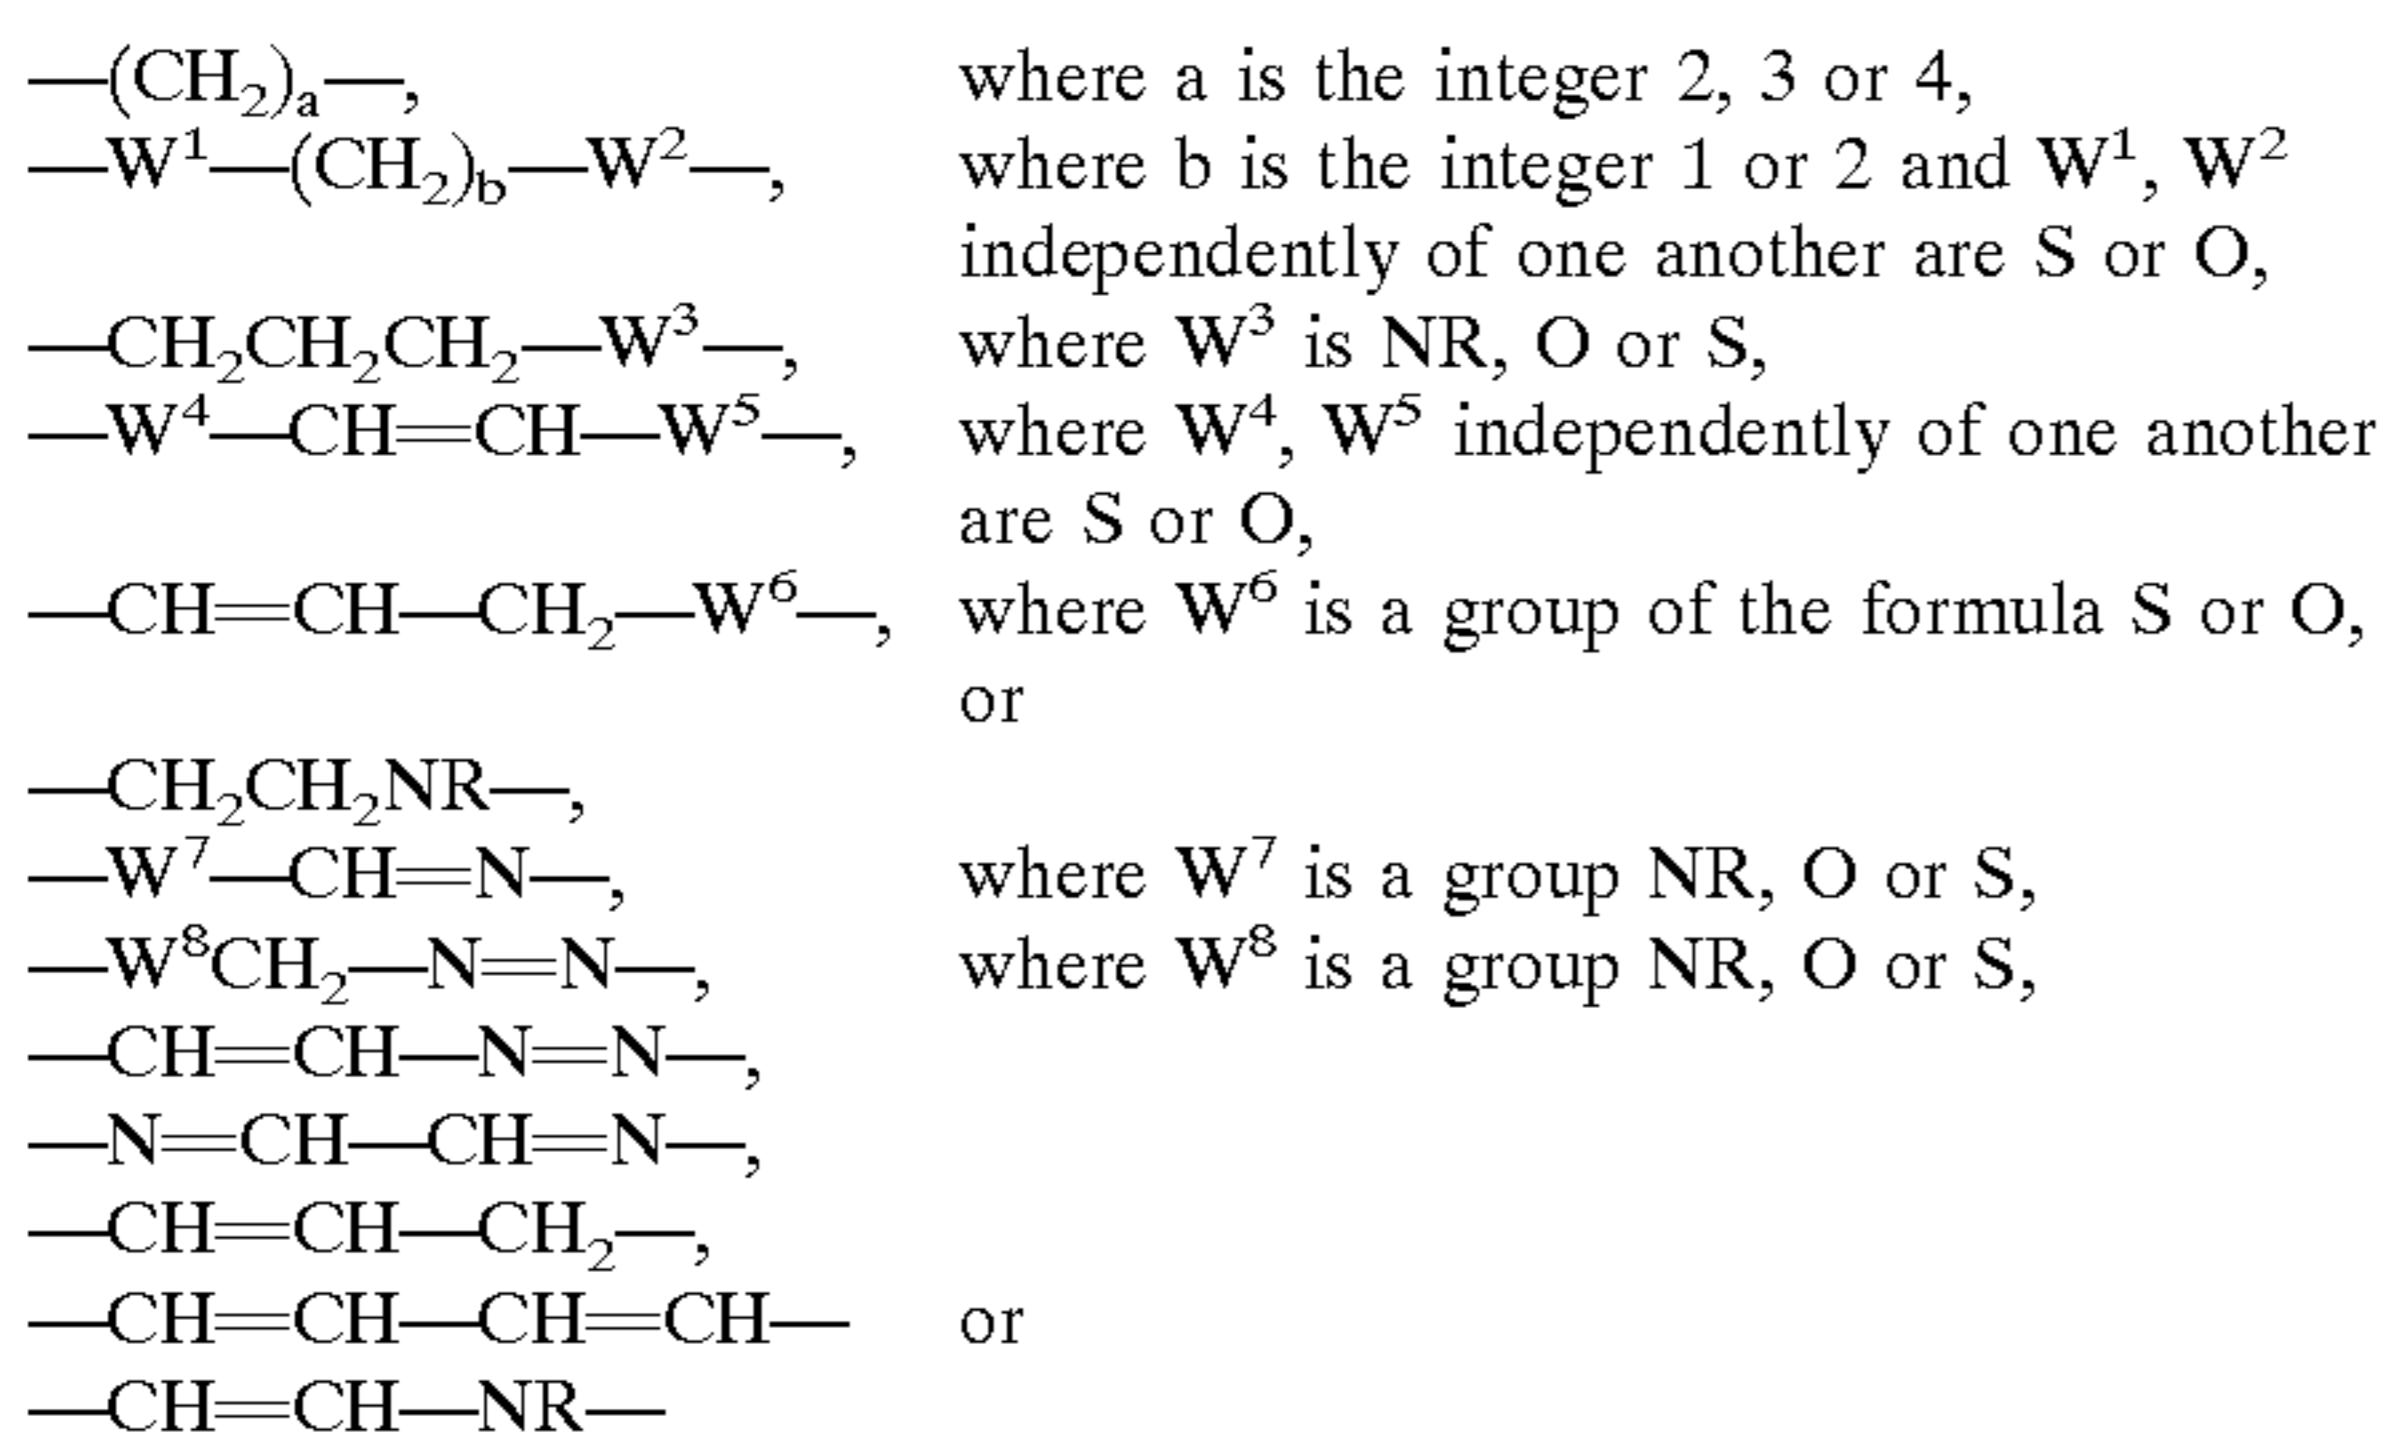 —(CH₂)ₐ—, where a is the integer 2, 3 or 4,
—W¹—(CH₂)b—W²—, where b is the integer 1 or 2 and W¹, W²
independently of one another are S or O,
—CH₂CH₂CH₂—W³—, where W³ is NR, O or S,
—W⁴—CH=CH—W⁵—, where W⁴, W⁵ independently of one another
are S or O,
—CH=CH—CH₂—W⁶—, where W⁶ is a group of the formula S or O,
or
—CH₂CH₂NR—,
—W⁷—CH=N—, where W⁷ is a group NR, O or S,
—W⁸CH₂—N=N—, where W⁸ is a group NR, O or S,
—CH=CH—N=N—,
—N=CH—CH=N—,
—CH=CH—CH₂—,
—CH=CH—CH=CH— or
—CH=CH—NR—